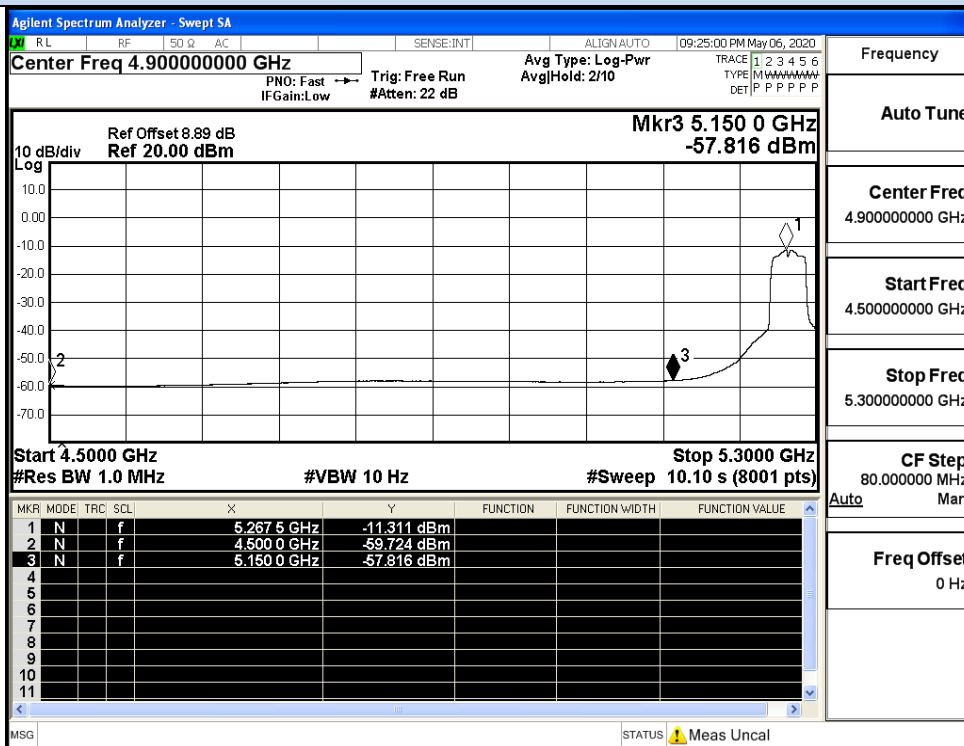 Agilent Spectrum Analyzer - Swept SA
LXI RL RF 50 Ω AC SENSE:INT ALIGN AUTO 09:25:00 PM May 06, 2020
Center Freq 4.900000000 GHz
PNO: Fast
IFGain:Low
Trig: Free Run
#Atten: 22 dB
Avg Type: Log-Pwr
Avg|Hold: 2/10
TRACE 1 2 3 4 5 6
TYPE M W W W W W
DET P P P P P P
Ref Offset 8.89 dB
10 dB/div Ref 20.00 dBm
Log
Mkr3 5.150 0 GHz
-57.816 dBm
10.0
0.00
-10.0
-20.0
-30.0
-40.0
-50.0
-60.0
-70.0
1
2
3
Start 4.5000 GHz Stop 5.3000 GHz
#Res BW 1.0 MHz #VBW 10 Hz #Sweep 10.10 s (8001 pts)
MKR MODE TRC SCL X Y FUNCTION FUNCTION WIDTH FUNCTION VALUE
1 N f 5.267 5 GHz -11.311 dBm
2 N f 4.500 0 GHz -59.724 dBm
3 N f 5.150 0 GHz -57.816 dBm
4
5
6
7
8
9
10
11
MSG STATUS Meas Uncal
Frequency
Auto Tune
Center Freq
4.900000000 GHz
Start Freq
4.500000000 GHz
Stop Freq
5.300000000 GHz
CF Step
80.000000 MHz
Auto Man
Freq Offset
0 Hz